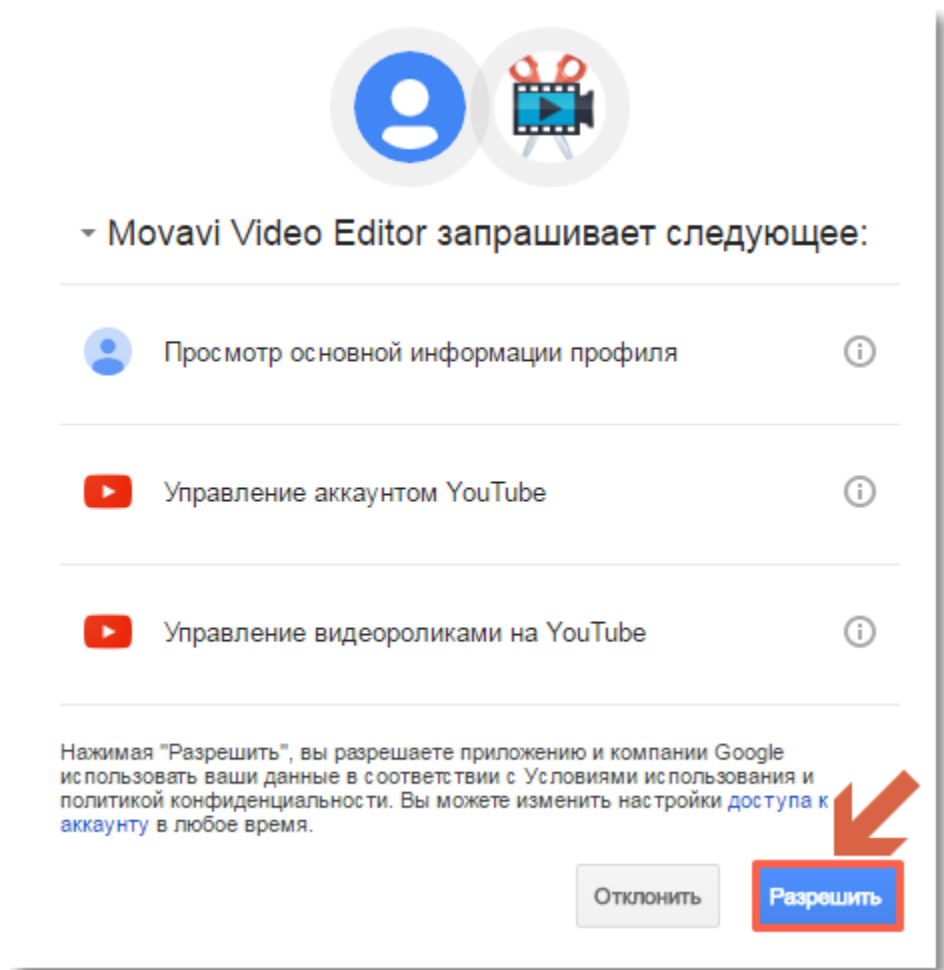 Movavi Video Editor запрашивает следующее:
Просмотр основной информации профиля
Управление аккаунтом YouTube
Управление видеороликами на YouTube
Нажимая "Разрешить", вы разрешаете приложению и компании Google
использовать ваши данные в соответствии с Условиями использования и
политикой конфиденциальности. Вы можете изменить настройки доступа к
аккаунту в любое время.
Отклонить
Разрешить